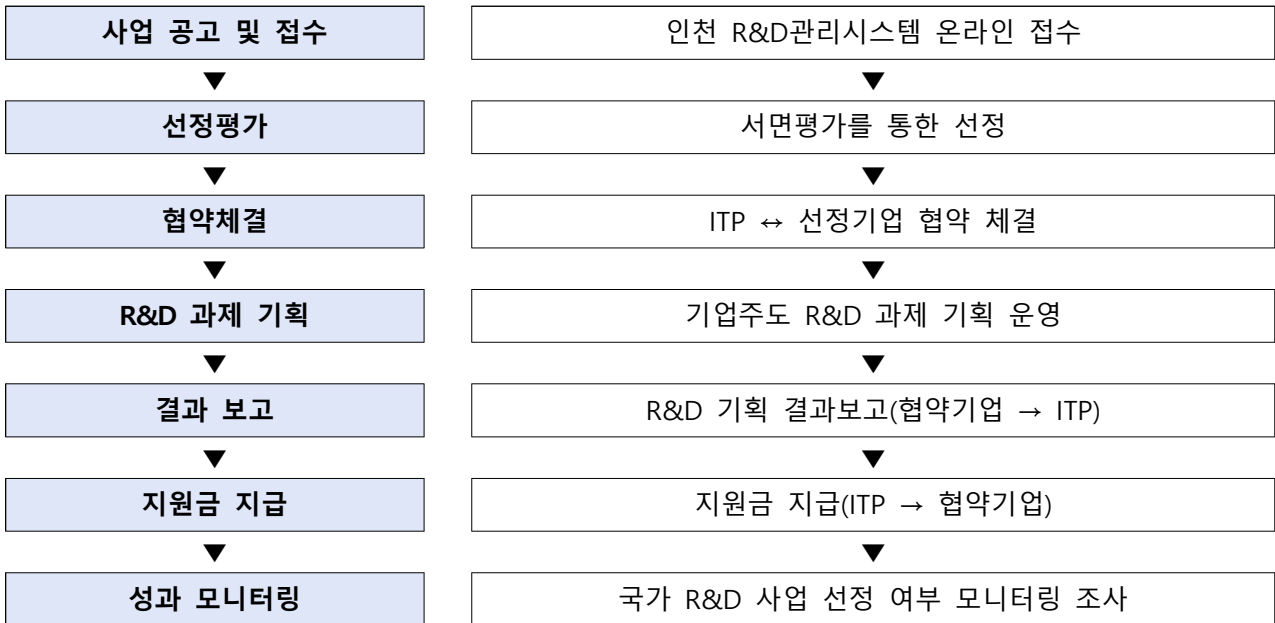 사업 공고 및 접수
인천 R&D관리시스템 온라인 접수
▼
▼
선정평가
서면평가를 통한 선정
▼
▼
협약체결
ITP ↔ 선정기업 협약 체결
▼
▼
R&D 과제 기획
기업주도 R&D 과제 기획 운영
▼
▼
결과 보고
R&D 기획 결과보고(협약기업 → ITP)
▼
▼
지원금 지급
지원금 지급(ITP → 협약기업)
▼
▼
성과 모니터링
국가 R&D 사업 선정 여부 모니터링 조사